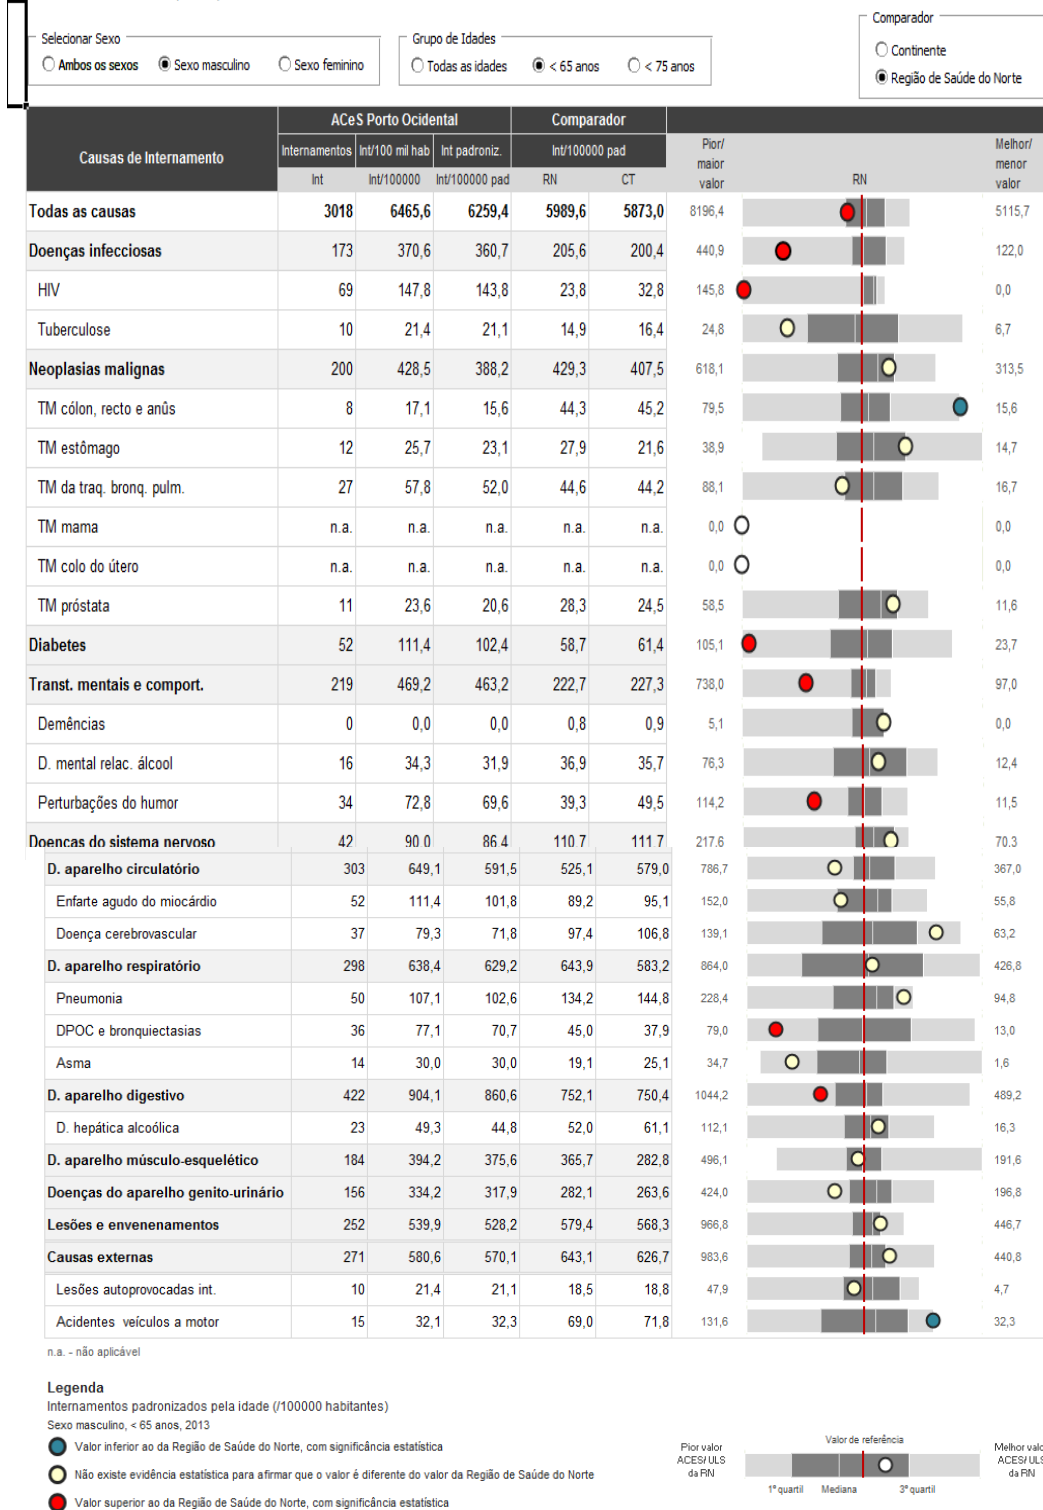 Selecionar Sexo
Ambos os sexos Sexo masculino Sexo feminino
Grupo de Idades
Todas as idades < 65 anos < 75 anos
Comparador
Continente
Região de Saúde do Norte
Causas de Internamento ACeS Porto Ocidental Comparador
Internamentos Int/100 mil hab Int padroniz. Int/100000 pad
Int Int/100000 Int/100000 pad RN CT
Pior/ maior valor RN Melhor/ menor valor
Todas as causas 3018 6465,6 6259,4 5989,6 5873,0 8196,4 5115,7
Doenças infecciosas 173 370,6 360,7 205,6 200,4 440,9 122,0
HIV 69 147,8 143,8 23,8 32,8 145,8 0,0
Tuberculose 10 21,4 21,1 14,9 16,4 24,8 6,7
Neoplasias malignas 200 428,5 388,2 429,3 407,5 618,1 313,5
TM cólon, recto e anûs 8 17,1 15,6 44,3 45,2 79,5 15,6
TM estômago 12 25,7 23,1 27,9 21,6 38,9 14,7
TM da traq. bronq. pulm. 27 57,8 52,0 44,6 44,2 88,1 16,7
TM mama n.a. n.a. n.a. n.a. n.a. 0,0 0,0
TM colo do útero n.a. n.a. n.a. n.a. n.a. 0,0 0,0
TM próstata 11 23,6 20,6 28,3 24,5 58,5 11,6
Diabetes 52 111,4 102,4 58,7 61,4 105,1 23,7
Transt. mentais e comport. 219 469,2 463,2 222,7 227,3 738,0 97,0
Demências 0 0,0 0,0 0,8 0,9 5,1 0,0
D. mental relac. álcool 16 34,3 31,9 36,9 35,7 76,3 12,4
Perturbações do humor 34 72,8 69,6 39,3 49,5 114,2 11,5
Doenças do sistema nervoso 42 90,0 86,4 110,7 111,7 217,6 70,3
D. aparelho circulatório 303 649,1 591,5 525,1 579,0 786,7 367,0
Enfarte agudo do miocárdio 52 111,4 101,8 89,2 95,1 152,0 55,8
Doença cerebrovascular 37 79,3 71,8 97,4 106,8 139,1 63,2
D. aparelho respiratório 298 638,4 629,2 643,9 583,2 864,0 426,8
Pneumonia 50 107,1 102,6 134,2 144,8 228,4 94,8
DPOC e bronquiectasias 36 77,1 70,7 45,0 37,9 79,0 13,0
Asma 14 30,0 30,0 19,1 25,1 34,7 1,6
D. aparelho digestivo 422 904,1 860,6 752,1 750,4 1044,2 489,2
D. hepática alcoólica 23 49,3 44,8 52,0 61,1 112,1 16,3
D. aparelho músculo-esquelético 184 394,2 375,6 365,7 282,8 496,1 191,6
Doenças do aparelho genito-urinário 156 334,2 317,9 282,1 263,6 424,0 196,8
Lesões e envenenamentos 252 539,9 528,2 579,4 568,3 966,8 446,7
Causas externas 271 580,6 570,1 643,1 626,7 983,6 440,8
Lesões autoprovocadas int. 10 21,4 21,1 18,5 18,8 47,9 4,7
Acidentes veículos a motor 15 32,1 32,3 69,0 71,8 131,6 32,3
n.a. - não aplicável
Legenda
Internamentos padronizados pela idade (/100000 habitantes)
Sexo masculino, < 65 anos, 2013
Valor inferior ao da Região de Saúde do Norte, com significância estatística
Não existe evidência estatística para afirmar que o valor é diferente do valor da Região de Saúde do Norte
Valor superior ao da Região de Saúde do Norte, com significância estatística
Pior valor ACES/ ULS da RN
Valor de referência
1º quartil Mediana 3º quartil
Melhor valo ACES/ ULS da RN